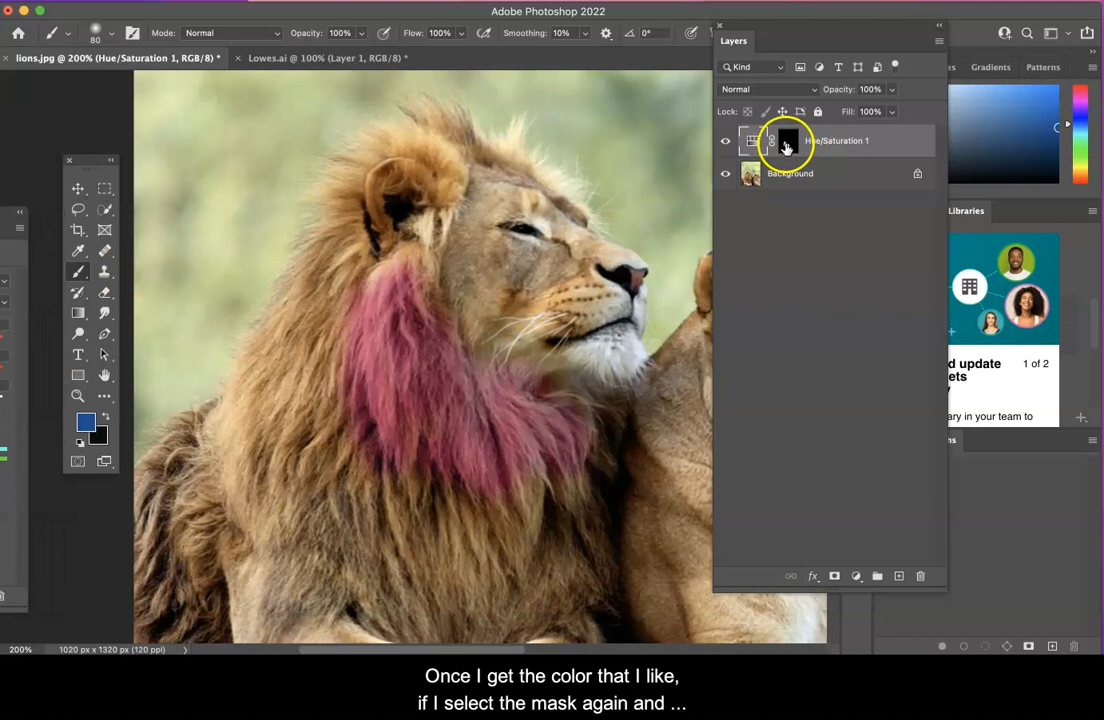 Adobe Photoshop 2022
80
Mode: Normal
Opacity: 100%
Flow: 100%
Smoothing: 10%
0°
lions.jpg @ 200% (Hue/Saturation 1, RGB/8) *
Lowes.ai @ 100% (Layer 1, RGB/8) *
Layers
Kind
Normal
Opacity: 100%
Lock:
Fill: 100%
Hue/Saturation 1
Background
es
Gradients
Patterns
Libraries
d update
ets
y
1 of 2
ary in your team to
ns
200%
1020 px x 1320 px (120 ppi)
Once I get the color that I like,
if I select the mask again and ...